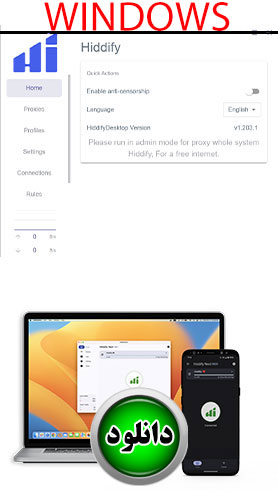 WINDOWS
Hiddify
Quick Actions
Home
Enable anti-censorship
Proxies
Language
English
Profiles
HiddifyDesktop Version
v1.203.1
Please run in admin mode for proxy whole system
Hiddify, For a free internet.
Settings
Connections
Rules
0
0
دانلود